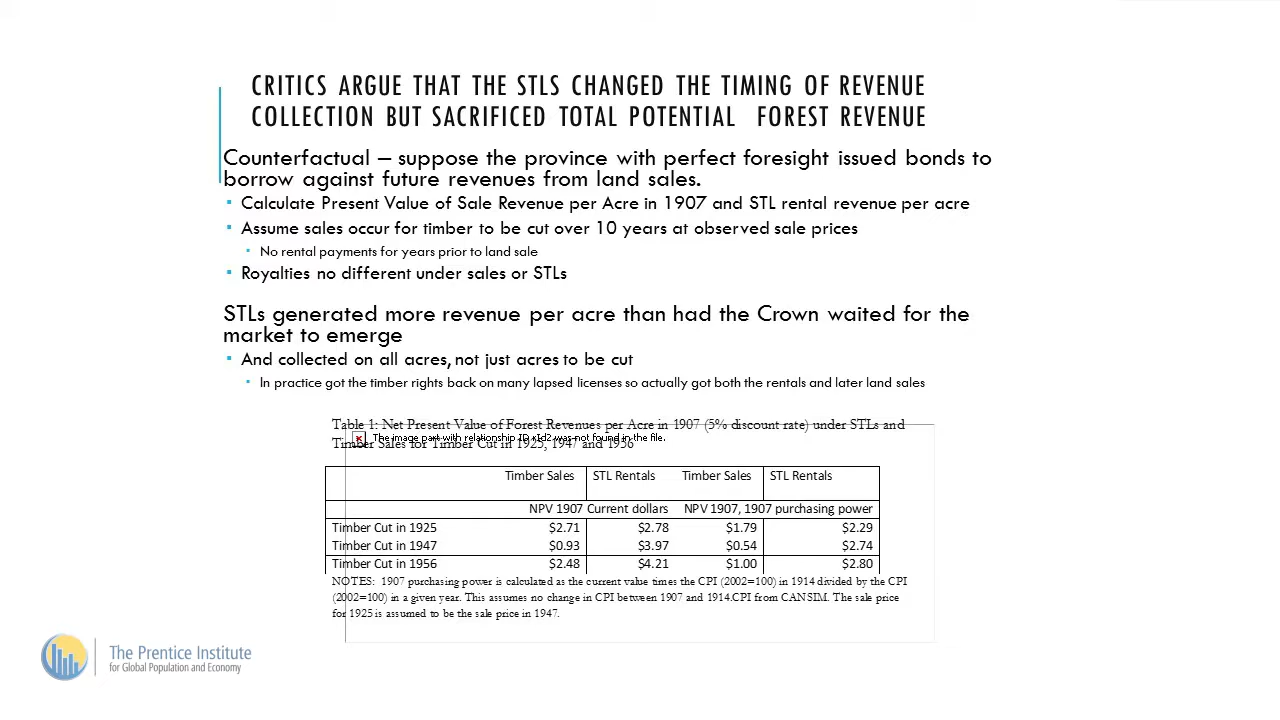 CRITICS ARGUE THAT THE STLS CHANGED THE TIMING OF REVENUE
COLLECTION BUT SACRIFICED TOTAL POTENTIAL FOREST REVENUE
Counterfactual – suppose the province with perfect foresight issued bonds to
borrow against future revenues from land sales.
▪ Calculate Present Value of Sale Revenue per Acre in 1907 and STL rental revenue per acre
▪ Assume sales occur for timber to be cut over 10 years at observed sale prices
▪ No rental payments for years prior to land sale
▪ Royalties no different under sales or STLs
STLs generated more revenue per acre than had the Crown waited for the
market to emerge
▪ And collected on all acres, not just acres to be cut
▪ In practice got the timber rights back on many lapsed licenses so actually got both the rentals and later land sales
Table 1: Net Present Value of Forest Revenues per Acre in 1907 (5% discount rate) under STLs and
The image part with relationship ID rId2 was not found in the file.
Timber Sales for Timber Cut in 1925, 1947 and 1956
Timber Sales STL Rentals Timber Sales STL Rentals
NPV 1907 Current dollars NPV 1907, 1907 purchasing power
Timber Cut in 1925 $2.71 $2.78 $1.79 $2.29
Timber Cut in 1947 $0.93 $3.97 $0.54 $2.74
Timber Cut in 1956 $2.48 $4.21 $1.00 $2.80
NOTES: 1907 purchasing power is calculated as the current value times the CPI (2002=100) in 1914 divided by the CPI
(2002=100) in a given year. This assumes no change in CPI between 1907 and 1914.CPI from CANSIM. The sale price
for 1925 is assumed to be the sale price in 1947.
The Prentice Institute
for Global Population and Economy